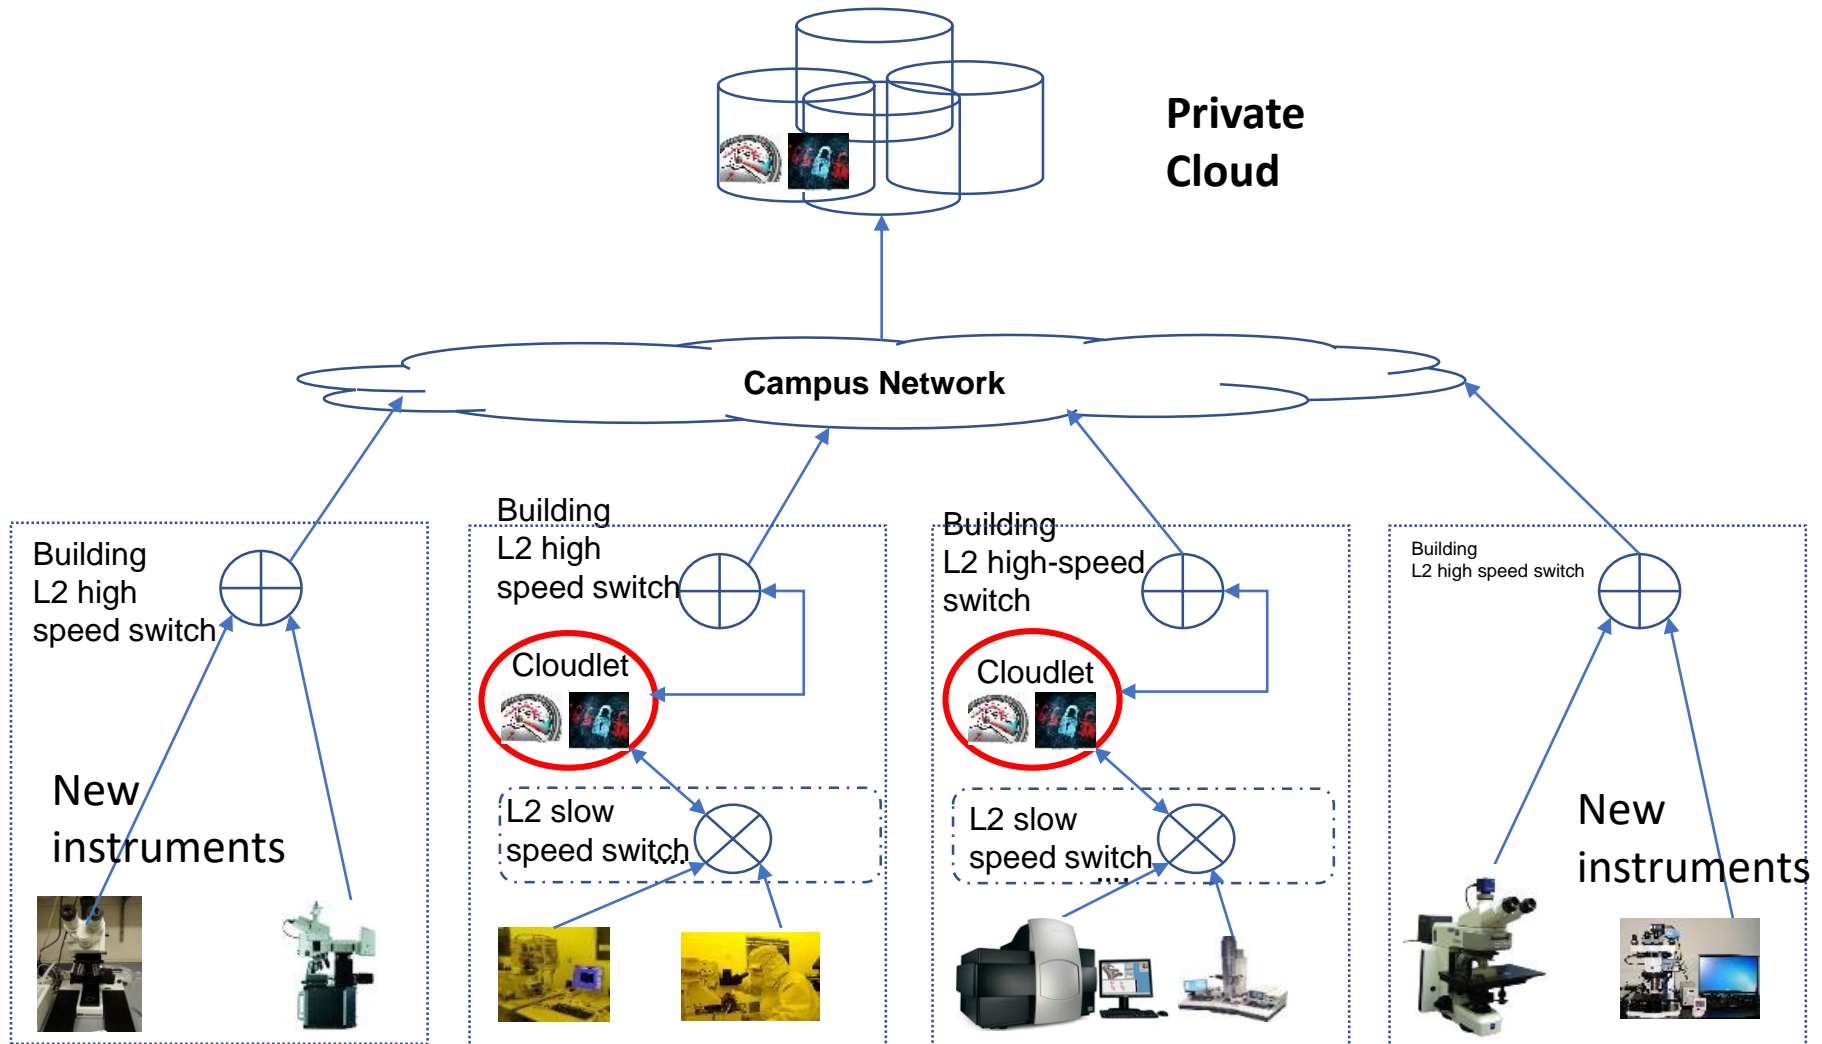 Private
Cloud
Campus Network
Building
L2 high
speed switch
Building
L2 high
speed switch
Building
L2 high-speed
switch
Building
L2 high speed switch
Cloudlet
Cloudlet
New
instruments
L2 slow
speed switch
.....
L2 slow
speed switch
....
New
instruments